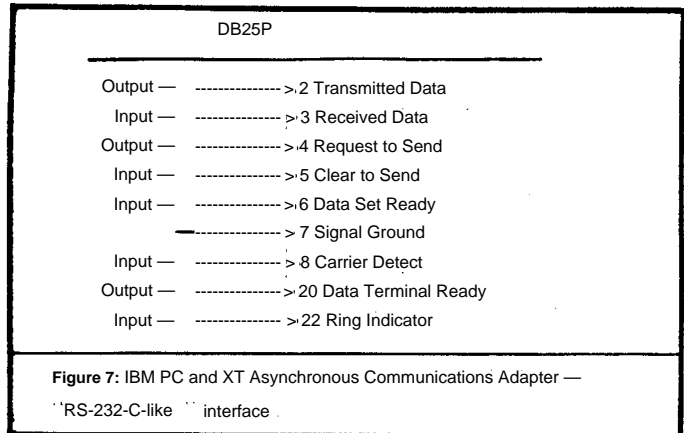 DB25P
Output — --------------- > 2 Transmitted Data
Input — --------------- > 3 Received Data
Output — --------------- > 4 Request to Send
Input — --------------- > 5 Clear to Send
Input — --------------- > 6 Data Set Ready
— --------------- > 7 Signal Ground
Input — --------------- > 8 Carrier Detect
Output — --------------- > 20 Data Terminal Ready
Input — --------------- > 22 Ring Indicator
Figure 7: IBM PC and XT Asynchronous Communications Adapter —
''RS-232-C-like '' interface